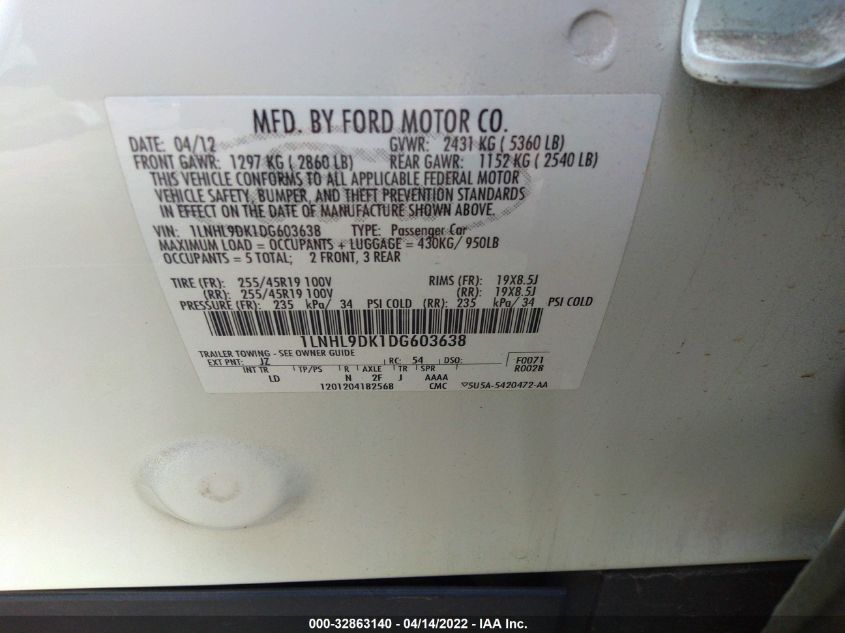 MFD. BY FORD MOTOR CO.
DATE: 04/12 GVWR: 2431 KG ( 5360 LB)
FRONT GAWR: 1297 KG ( 2860 LB) REAR GAWR: 1152 KG ( 2540 LB)
THIS VEHICLE CONFORMS TO ALL APPLICABLE FEDERAL MOTOR
VEHICLE SAFETY, BUMPER, AND THEFT PREVENTION STANDARDS
IN EFFECT ON THE DATE OF MANUFACTURE SHOWN ABOVE.
VIN: 1LNHL9DK1DG603638 TYPE: Passenger Car
MAXIMUM LOAD = OCCUPANTS + LUGGAGE = 430KG/ 950LB
OCCUPANTS = 5 TOTAL; 2 FRONT, 3 REAR
TIRE (FR): 255/45R19 100V RIMS (FR): 19X8.5J
(RR): 255/45R19 100V (RR): 19X8.5J
PRESSURE (FR): 235 kPa/ 34 PSI COLD (RR): 235 kPa/ 34 PSI COLD
1LNHL9DK1DG603638
TRAILER TOWING - SEE OWNER GUIDE
EXT PNT: JZ RC: 54 DSO: F0071
INT TR TP/PS R AXLE TR SPR R0028
LD N 2F J AAAA
1201204182568 CMC 5U5A-5420472-AA
000-32863140 - 04/14/2022 - IAA Inc.